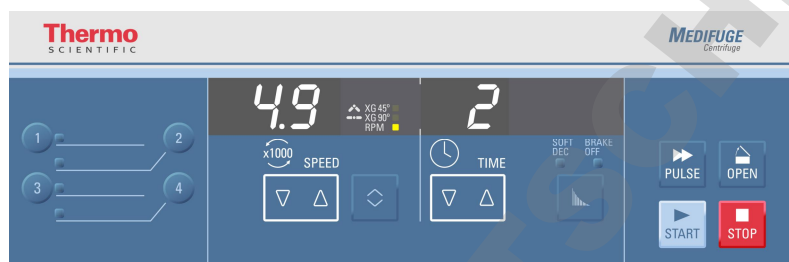 Thermo
SCIENTIFIC
MEDIFUGE
Centrifuge
4.9
XG 45°
XG 90°
RPM
2
1
2
3
4
x1000
SPEED
TIME
SOFT DEC
BRAKE OFF
PULSE
OPEN
START
STOP